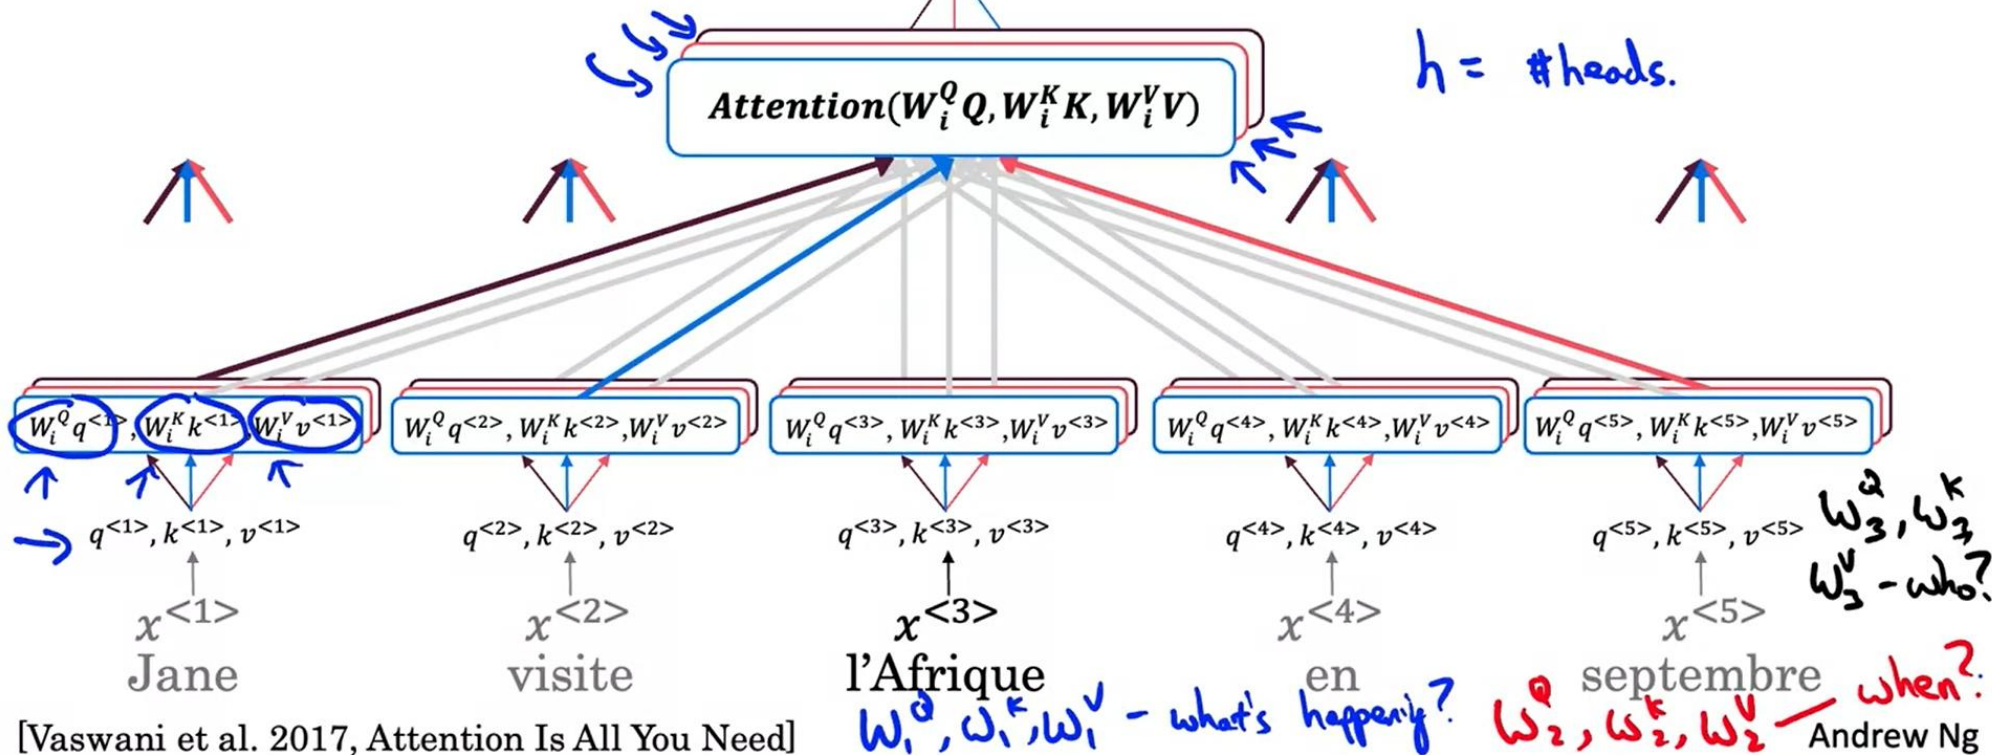 h = #heads.
Attention(W_i^Q Q, W_i^K K, W_i^V V)
W_i^Q q^<1>, W_i^K k^<1>, W_i^V v^<1>
W_i^Q q^<2>, W_i^K k^<2>, W_i^V v^<2>
W_i^Q q^<3>, W_i^K k^<3>, W_i^V v^<3>
W_i^Q q^<4>, W_i^K k^<4>, W_i^V v^<4>
W_i^Q q^<5>, W_i^K k^<5>, W_i^V v^<5>
q^<1>, k^<1>, v^<1>
q^<2>, k^<2>, v^<2>
q^<3>, k^<3>, v^<3>
q^<4>, k^<4>, v^<4>
q^<5>, k^<5>, v^<5>
W_3^Q, W_3^K,
W_3^V - who?
x^<1>
x^<2>
x^<3>
x^<4>
x^<5>
Jane
visite
l'Afrique
en
septembre
W_1^Q, W_1^K, W_1^V - what's happenig?
W_2^Q, W_2^K, W_2^V — when?
[Vaswani et al. 2017, Attention Is All You Need]
Andrew Ng